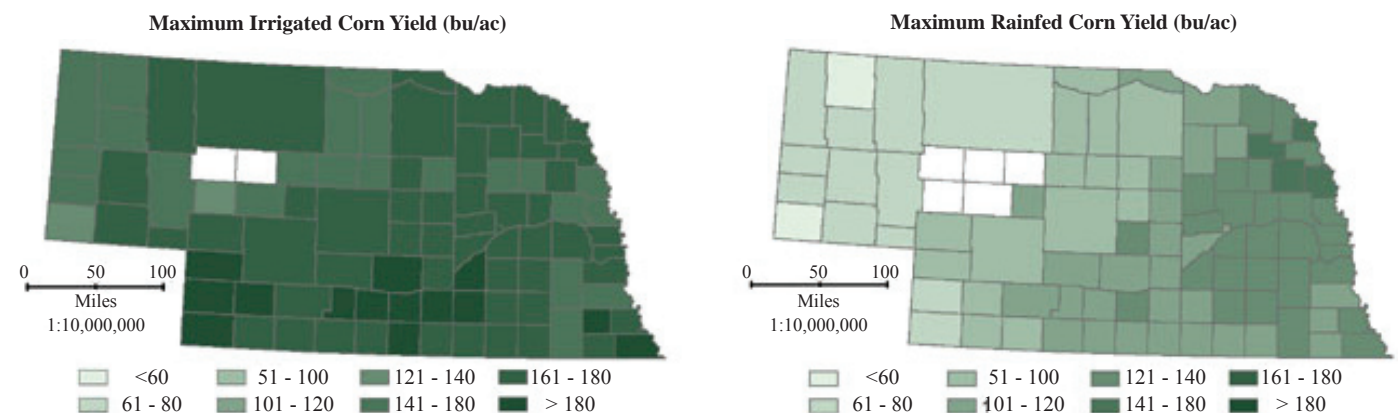 Maximum Irrigated Corn Yield (bu/ac)
0 50 100
Miles
1:10,000,000
<60 51 - 100 121 - 140 161 - 180
61 - 80 101 - 120 141 - 180 > 180
Maximum Rainfed Corn Yield (bu/ac)
0 50 100
Miles
1:10,000,000
<60 51 - 100 121 - 140 161 - 180
61 - 80 101 - 120 141 - 180 > 180